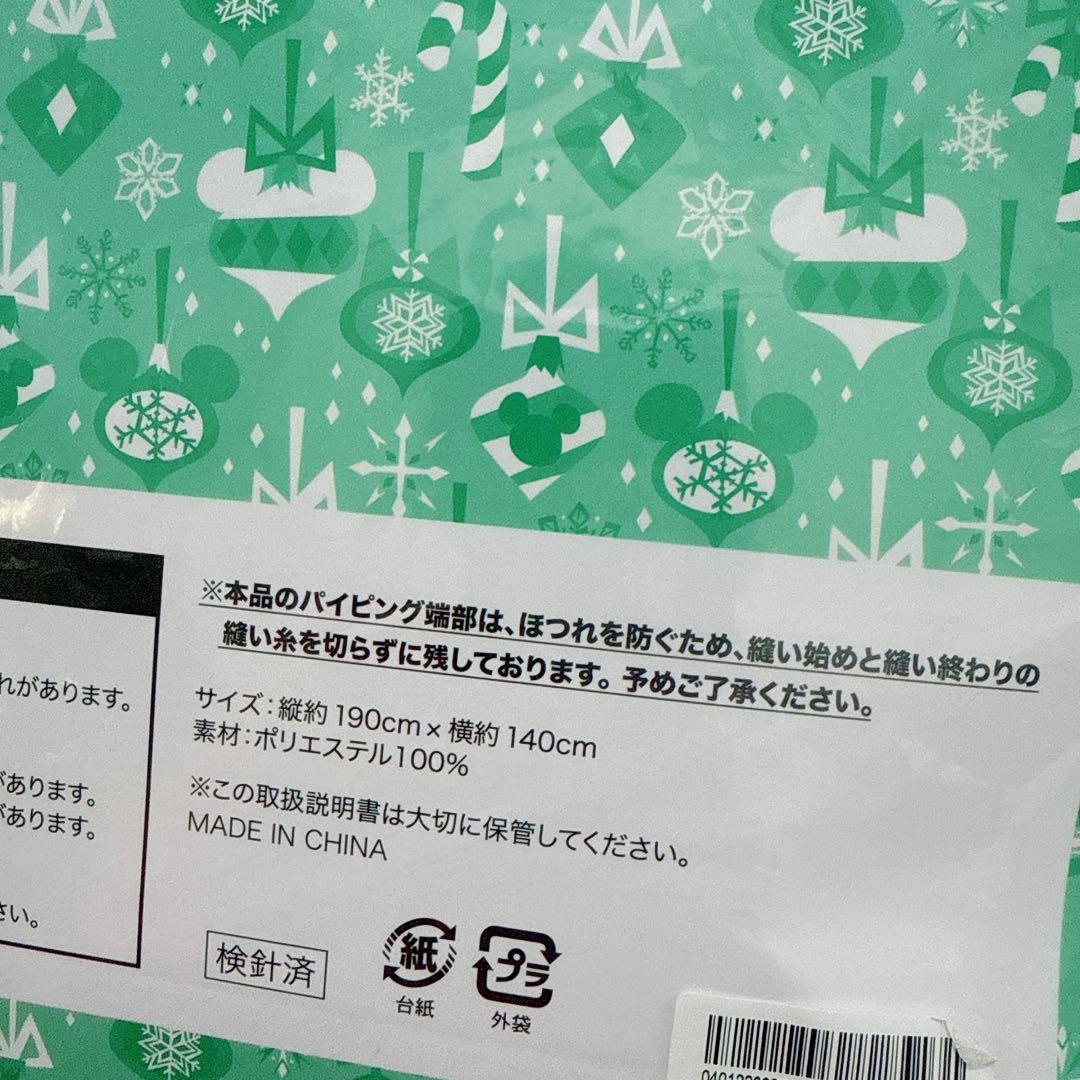 れがあります。
があります。
があります。
さい。
※本品のパイピング端部は、ほつれを防ぐため、縫い始めと縫い終わりの
縫い糸を切らずに残しております。予めご了承ください。
サイズ：縦約 190cm × 横約 140cm
素材：ポリエステル100%
※この取扱説明書は大切に保管してください。
MADE IN CHINA
検針済
紙
台紙
プラ
外袋